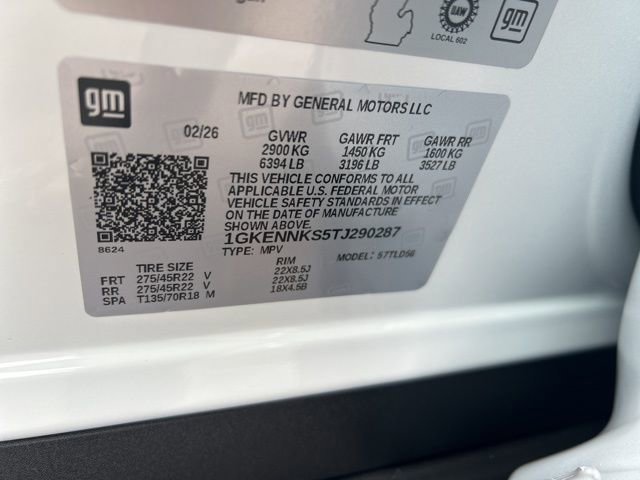 UAW
LOCAL 602
gm
gm
MFD BY GENERAL MOTORS LLC
02/26
GVWR GAWR FRT GAWR RR
2900 KG 1450 KG 1600 KG
6394 LB 3196 LB 3527 LB
THIS VEHICLE CONFORMS TO ALL
APPLICABLE U.S. FEDERAL MOTOR
VEHICLE SAFETY STANDARDS IN EFFECT
ON THE DATE OF MANUFACTURE
SHOWN ABOVE.
8624
1GKENNKS5TJ290287
TYPE: MPV MODEL: 57TLD56
TIRE SIZE RIM
FRT 275/45R22 V 22X8.5J
RR 275/45R22 V 22X8.5J
SPA T135/70R18 M 18X4.5B